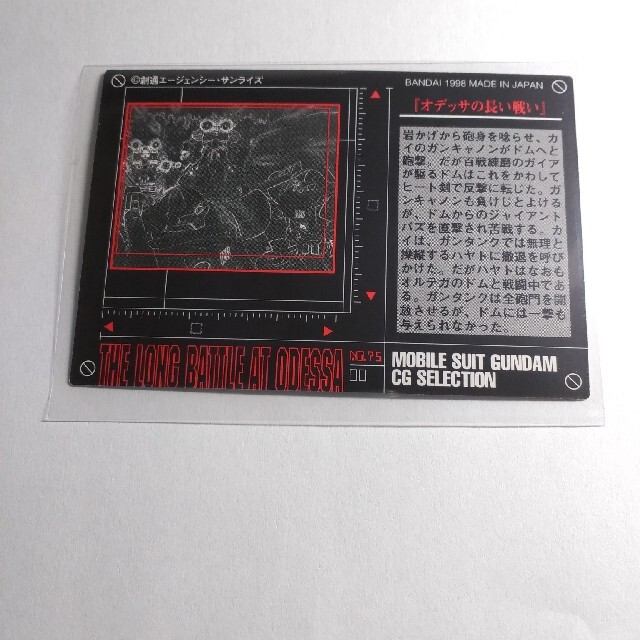 ©創通エージェンシー・サンライズ
BANDAI 1998 MADE IN JAPAN
『オデッサの長い戦い』
岩かげから砲身を唸らせ、カ
イのガンキャノンがドムへと
砲撃。だが百戦錬磨のガイア
が駆るドムはこれをかわして
ヒート剣で反撃に転じた。ガ
ンキャノンも負けじとよける
が、ドムからのジャイアント
バズを直撃され苦戦する。カ
イは、ガンタンクでは無理と
操縦するハヤトに撤退を呼び
かけた。だがハヤトはなおも
オルテガのドムと戦闘中であ
る。ガンタンクは全砲門を開
放させるが、ドムには一撃も
与えられなかった。
THE LONG BATTLE AT ODESSA
NO.75
MOBILE SUIT GUNDAM
CG SELECTION